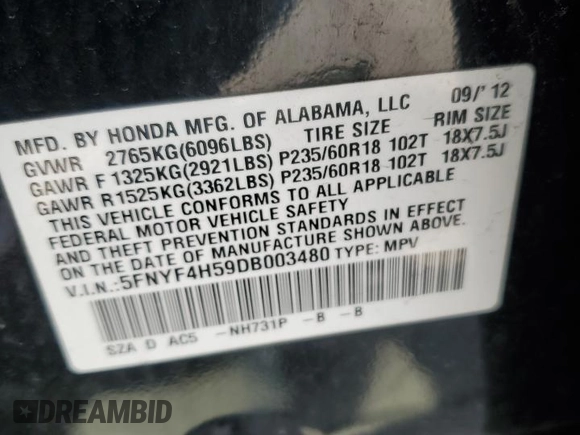 MFD. BY HONDA MFG. OF ALABAMA, LLC 09/'12
GVWR 2765KG(6096LBS) TIRE SIZE RIM SIZE
GAWR F 1325KG(2921LBS) P235/60R18 102T 18X7.5J
GAWR R 1525KG(3362LBS) P235/60R18 102T 18X7.5J
THIS VEHICLE CONFORMS TO ALL APPLICABLE
FEDERAL MOTOR VEHICLE SAFETY
AND THEFT PREVENTION STANDARDS IN EFFECT
ON THE DATE OF MANUFACTURE SHOWN ABOVE.
V.I.N.:5FNYF4H59DB003480 TYPE: MPV
SZA D AC5 -NH731P -B -B
DREAMBID